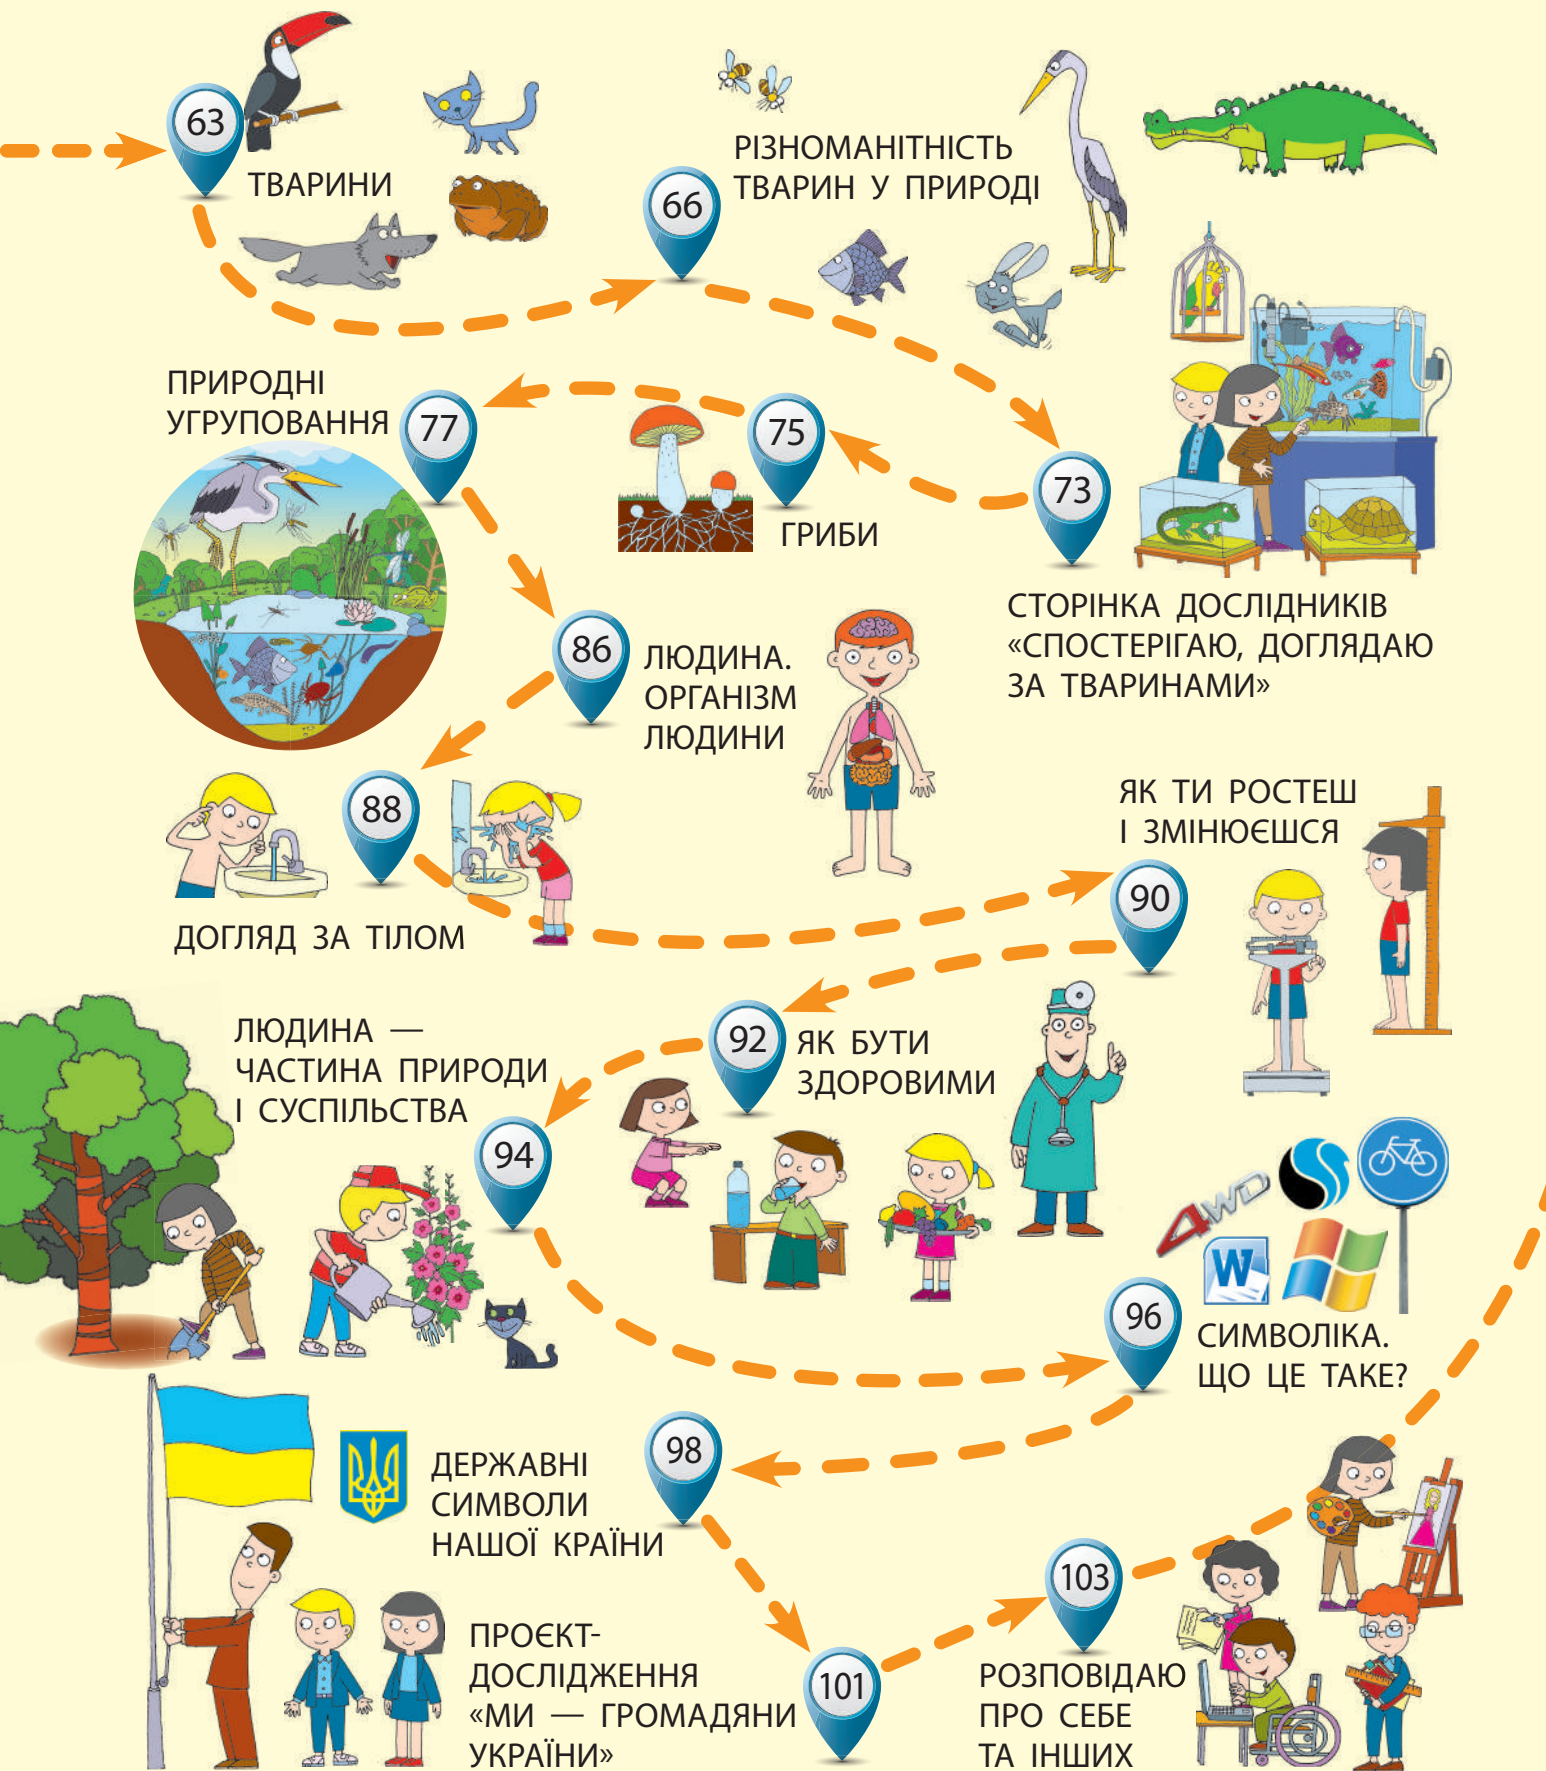 63
ТВАРИНИ
66
РІЗНОМАНІТНІСТЬ
ТВАРИН У ПРИРОДІ
73
СТОРІНКА ДОСЛІДНИКІВ
«СПОСТЕРІГАЮ, ДОГЛЯДАЮ
ЗА ТВАРИНАМИ»
75
ГРИБИ
77
ПРИРОДНІ
УГРУПОВАННЯ
86
ЛЮДИНА.
ОРГАНІЗМ
ЛЮДИНИ
88
ДОГЛЯД ЗА ТІЛОМ
90
ЯК ТИ РОСТЕШ
І ЗМІНЮЄШСЯ
92
ЯК БУТИ
ЗДОРОВИМИ
94
ЛЮДИНА —
ЧАСТИНА ПРИРОДИ
І СУСПІЛЬСТВА
4WD
W
96
СИМВОЛІКА.
ЩО ЦЕ ТАКЕ?
98
ДЕРЖАВНІ
СИМВОЛИ
НАШОЇ КРАЇНИ
101
ПРОЄКТ-
ДОСЛІДЖЕННЯ
«МИ — ГРОМАДЯНИ
УКРАЇНИ»
103
РОЗПОВІДАЮ
ПРО СЕБЕ
ТА ІНШИХ